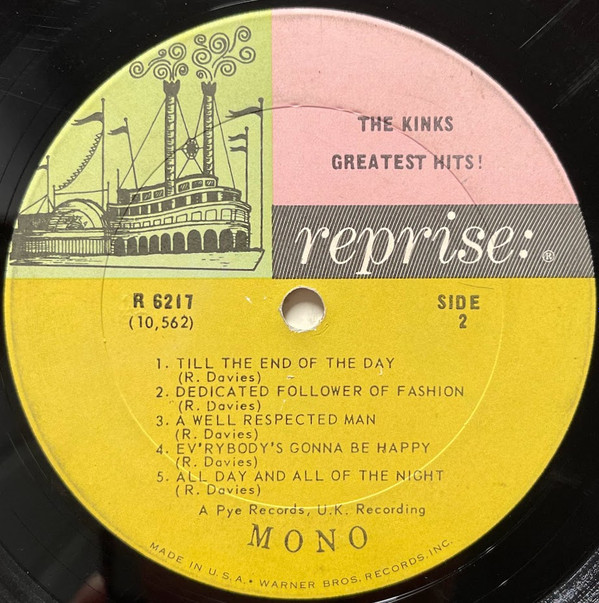 THE KINKS
GREATEST HITS!
reprise:®
R 6217
(10,562)
SIDE
2
1. TILL THE END OF THE DAY
(R. Davies)
2. DEDICATED FOLLOWER OF FASHION
(R. Davies)
3. A WELL RESPECTED MAN
(R. Davies)
4. EV'RYBODY'S GONNA BE HAPPY
(R. Davies)
5. ALL DAY AND ALL OF THE NIGHT
(R. Davies)
A Pye Records, U.K. Recording
MONO
MADE IN U.S.A. • WARNER BROS. RECORDS, INC.